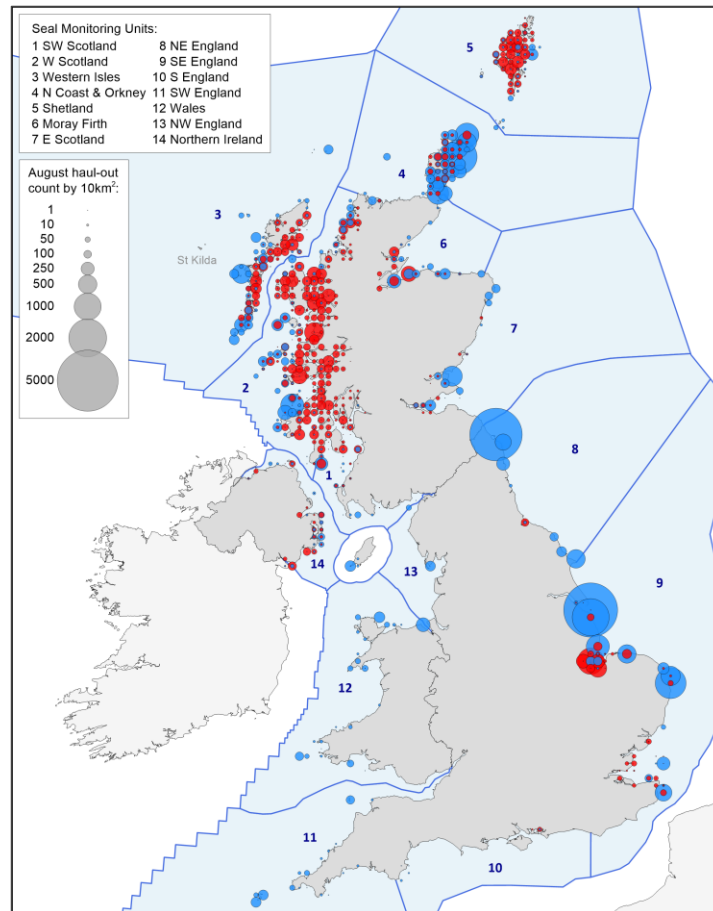 Seal Monitoring Units:
1 SW Scotland 8 NE England
2 W Scotland 9 SE England
3 Western Isles 10 S England
4 N Coast & Orkney 11 SW England
5 Shetland 12 Wales
6 Moray Firth 13 NW England
7 E Scotland 14 Northern Ireland
August haul-out
count by 10km²:
1
10
50
100
250
500
1000
2000
5000
5
4
3
St Kilda
6
7
2
8
1
14
13
9
12
11
10